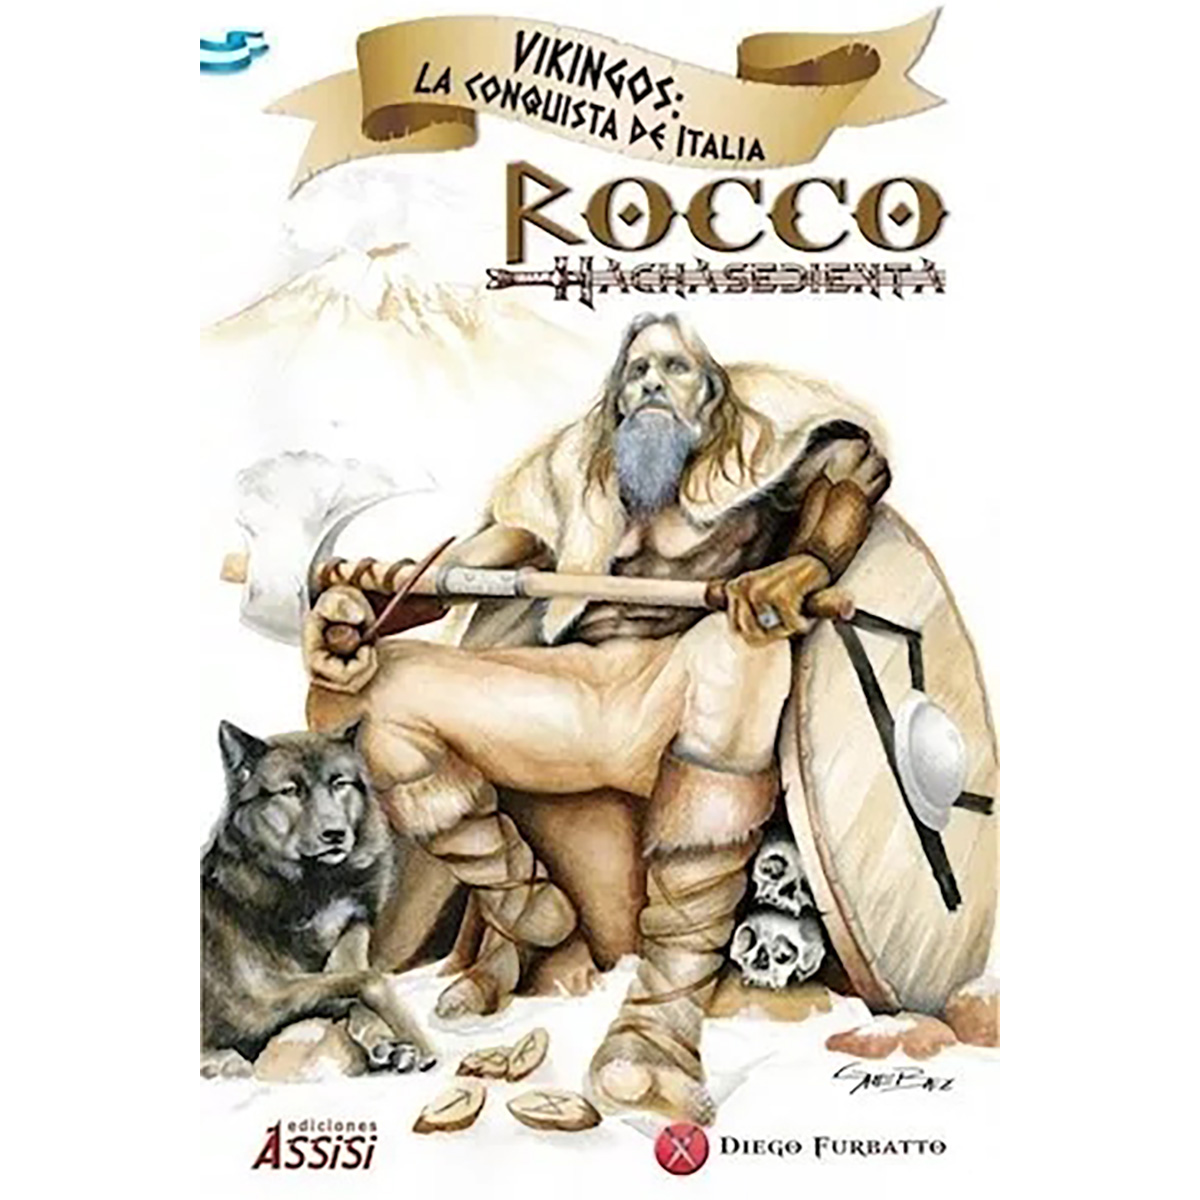 VIKINGOS:
LA CONQUISTA DE ITALIA
ROCCO
HACHASEDIENTA
ediciones
ASSISI
DIEGO FURBATTO